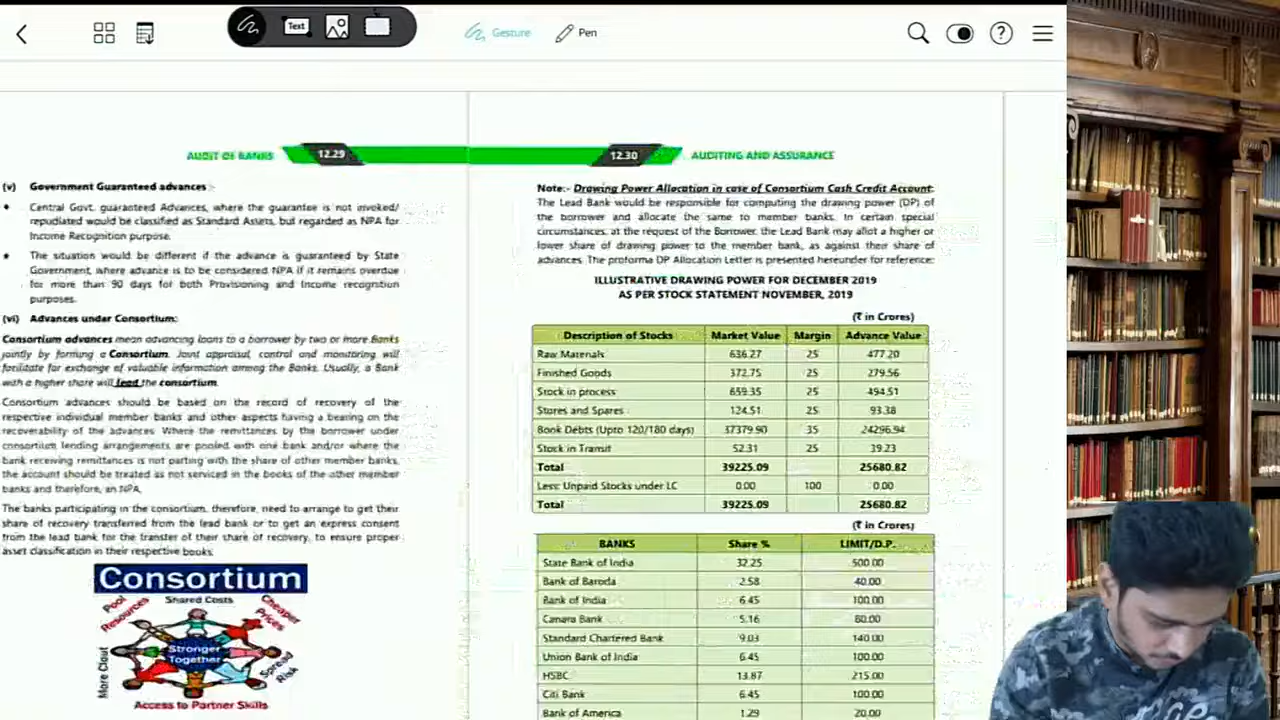 Text
Gesture
Pen
?
AUDIT OF BANKS
12.29
(v) Government Guaranteed advances :-
• Central Govt. guaranteed Advances, where the guarantee is not invoked/
repudiated would be classified as Standard Assets, but regarded as NPA for
Income Recognition purpose.
• The situation would be different if the advance is guaranteed by State
Government, where advance is to be considered NPA if it remains overdue
for more than 90 days for both Provisioning and Income recognition
purposes.
(vi) Advances under Consortium:
Consortium advances mean advancing loans to a borrower by two or more Banks
jointly by forming a Consortium. Joint appraisal, control and monitoring will
facilitate for exchange of valuable information among the Banks. Usually, a Bank
with a higher share will lead the consortium.
Consortium advances should be based on the record of recovery of the
respective individual member banks and other aspects having a bearing on the
recoverability of the advances. Where the remittances by the borrower under
consortium lending arrangements are pooled with one bank and/or where the
bank receiving remittances is not parting with the share of other member banks,
the account should be treated as not serviced in the books of the other member
banks and therefore, an NPA.
The banks participating in the consortium, therefore, need to arrange to get their
share of recovery transferred from the lead bank or to get an express consent
from the lead bank for the transfer of their share of recovery, to ensure proper
asset classification in their respective books.
Consortium
Shared Costs
Pool Resources
Cheaper Prices
More Clout
Stronger
Together
Spread Risk
Access to Partner Skills
12.30
AUDITING AND ASSURANCE
Note:- Drawing Power Allocation in case of Consortium Cash Credit Account:
The Lead Bank would be responsible for computing the drawing power (DP) of
the borrower and allocate the same to member banks. In certain special
circumstances, at the request of the Borrower, the Lead Bank may allot a higher or
lower share of drawing power to the member bank, as against their share of
advances. The proforma DP Allocation Letter is presented hereunder for reference:
ILLUSTRATIVE DRAWING POWER FOR DECEMBER 2019
AS PER STOCK STATEMENT NOVEMBER, 2019
(₹ in Crores)
Description of Stocks Market Value Margin Advance Value
Raw Materials 636.27 25 477.20
Finished Goods 372.75 25 279.56
Stock in process 659.35 25 494.51
Stores and Spares 124.51 25 93.38
Book Debts (Upto 120/180 days) 37379.90 35 24296.94
Stock in Transit 52.31 25 39.23
Total 39225.09 25680.82
Less: Unpaid Stocks under LC 0.00 100 0.00
Total 39225.09 25680.82
(₹ in Crores)
BANKS Share % LIMIT/D.P.
State Bank of India 32.25 500.00
Bank of Baroda 2.58 40.00
Bank of India 6.45 100.00
Canara Bank 5.16 80.00
Standard Chartered Bank 9.03 140.00
Union Bank of India 6.45 100.00
HSBC 13.87 215.00
Citi Bank 6.45 100.00
Bank of America 1.29 20.00